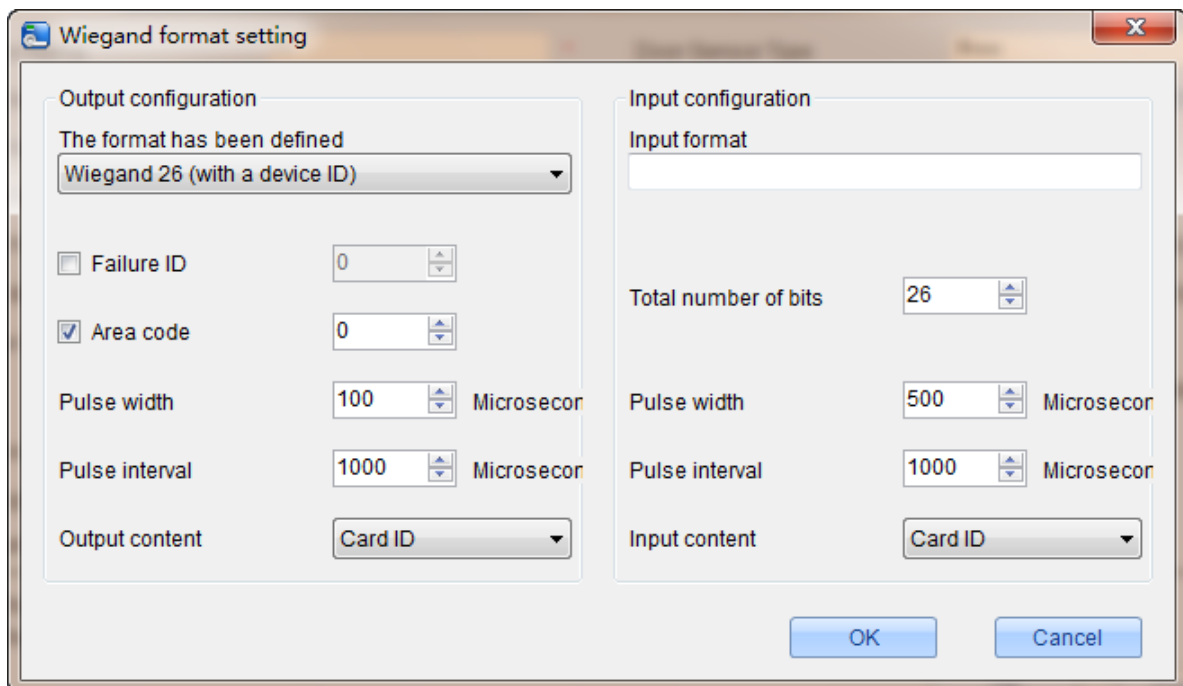 Wiegand format setting
Output configuration
The format has been defined
Wiegand 26 (with a device ID)
Failure ID 0
Area code 0
Pulse width 100 Microsecon
Pulse interval 1000 Microsecon
Output content Card ID
Input configuration
Input format
Total number of bits 26
Pulse width 500 Microsecon
Pulse interval 1000 Microsecon
Input content Card ID
OK Cancel